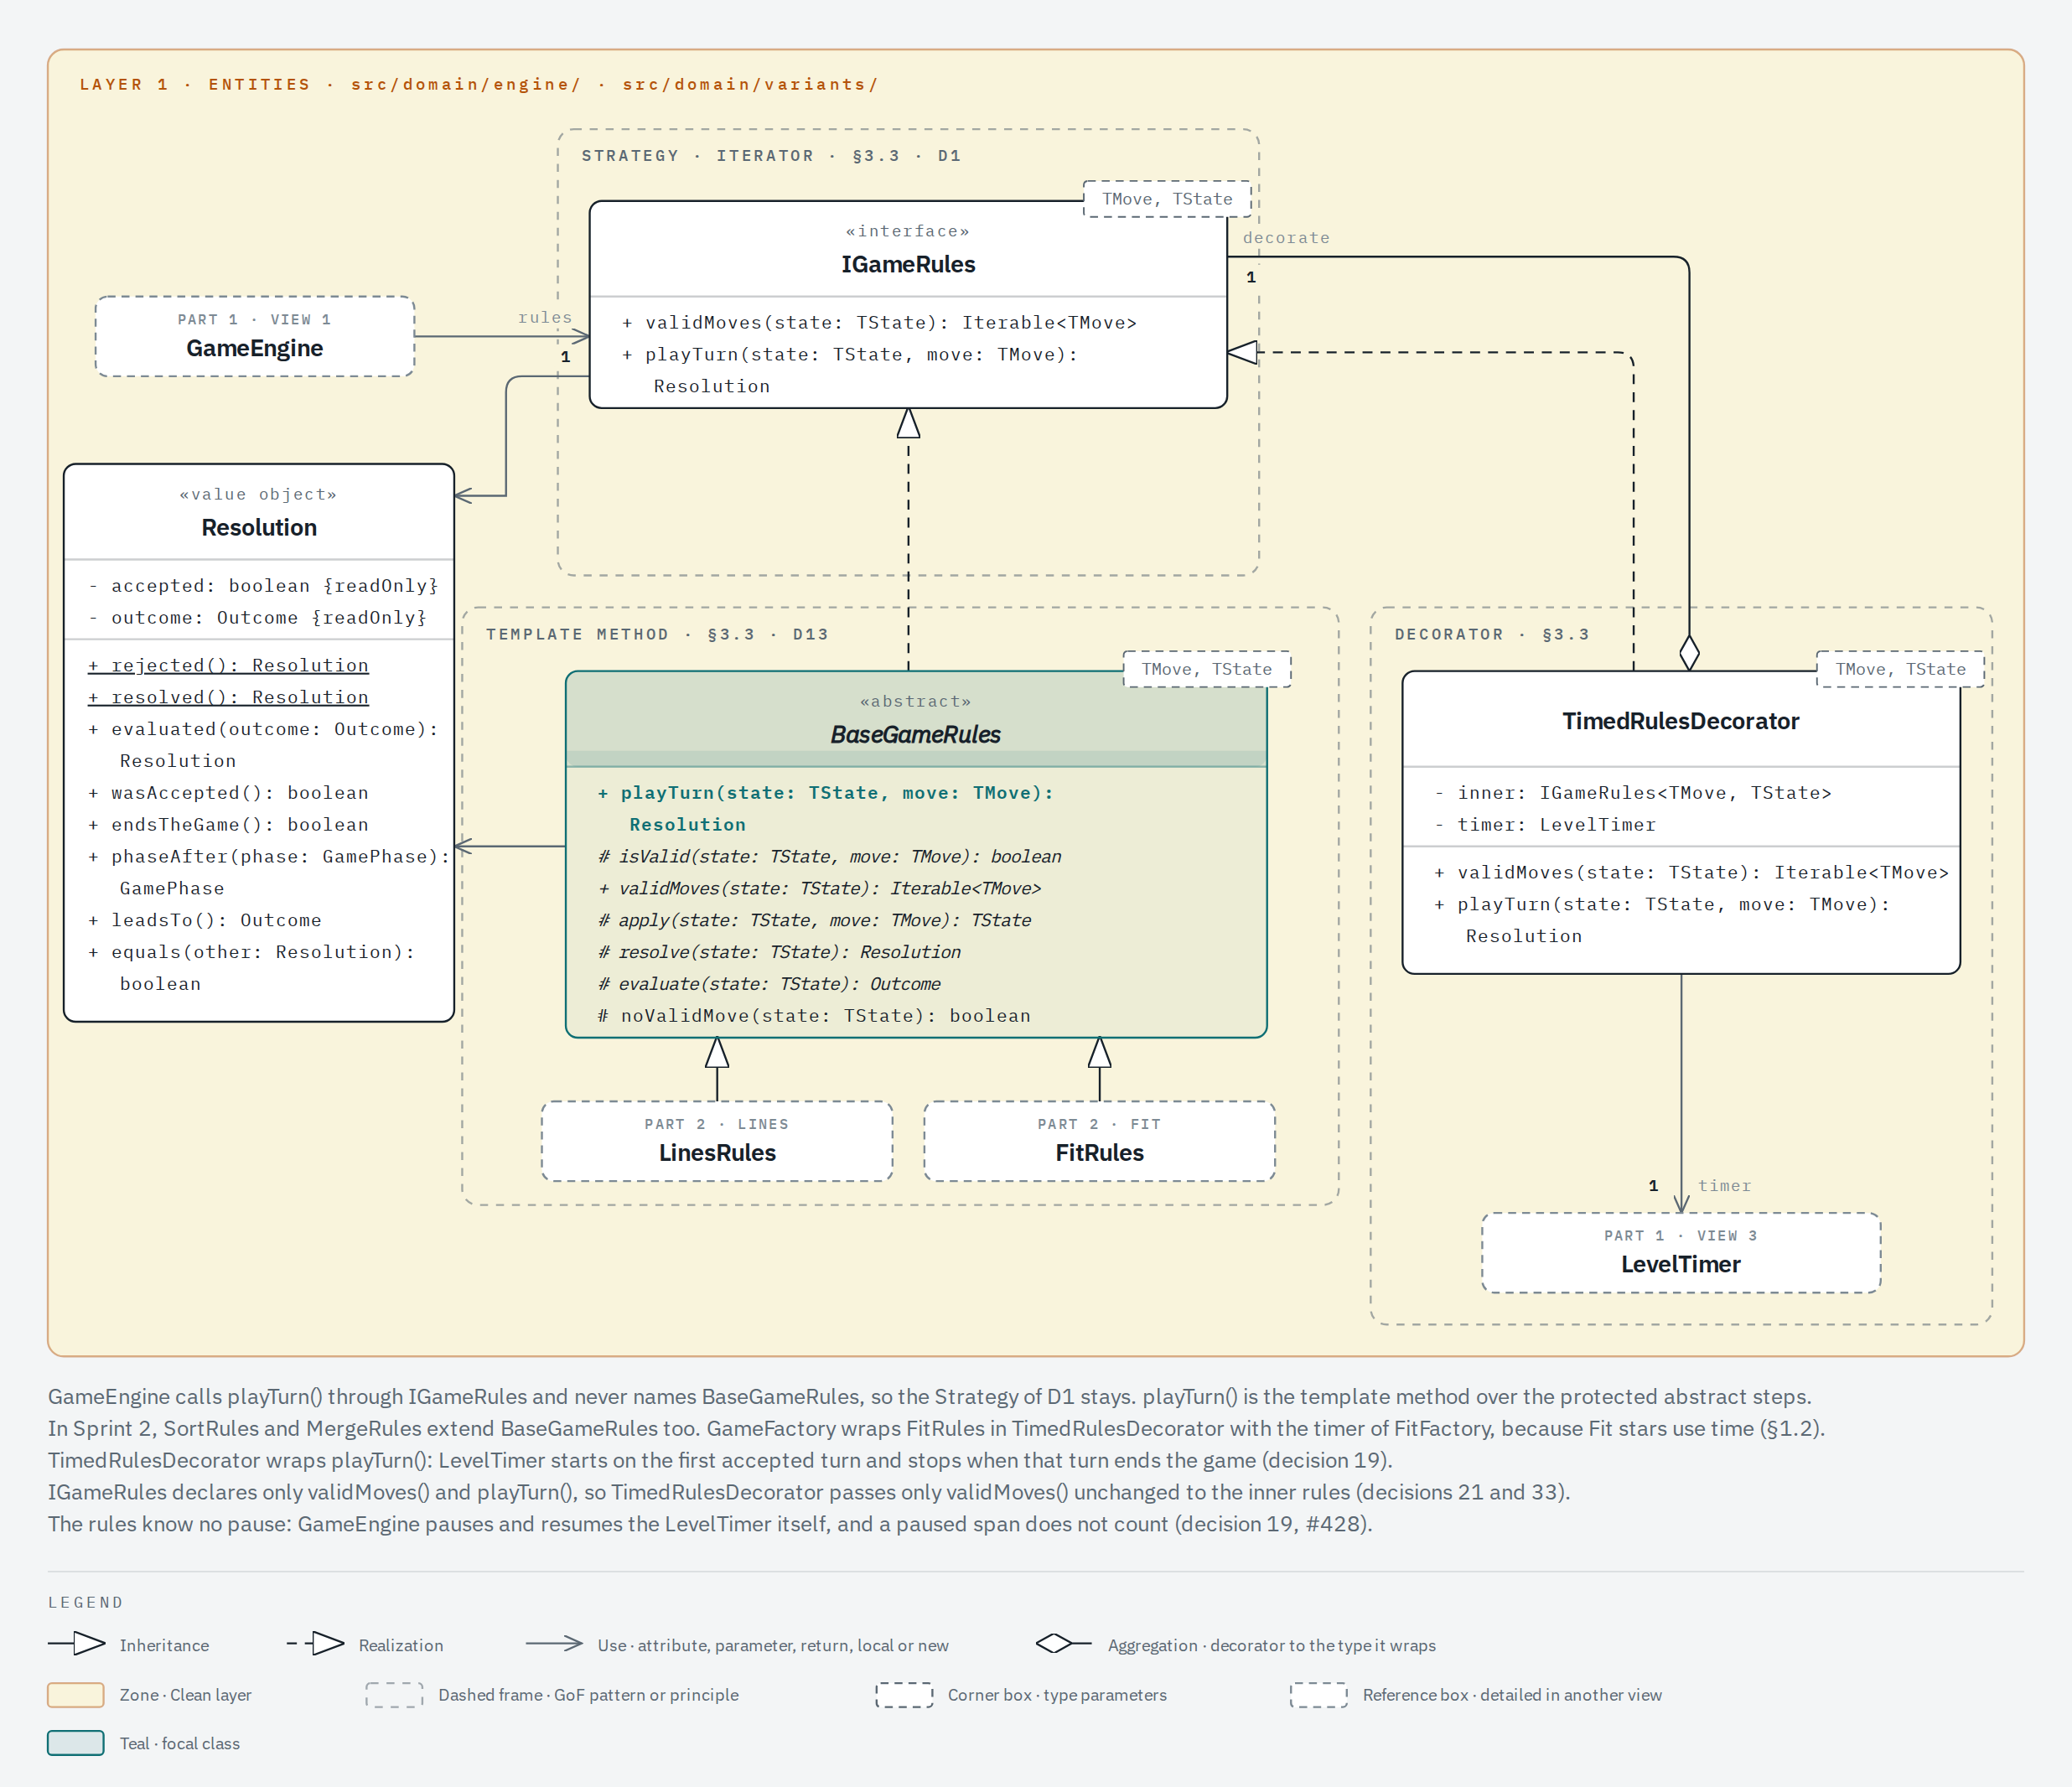 LAYER 1 · ENTITIES · src/domain/engine/ · src/domain/variants/
STRATEGY · ITERATOR · §3.3 · D1
TMove, TState
«interface»
IGameRules
+ validMoves(state: TState): Iterable<TMove>
+ playTurn(state: TState, move: TMove):
Resolution
decorate
1
PART 1 · VIEW 1
GameEngine
rules
1
«value object»
Resolution
- accepted: boolean {readOnly}
- outcome: Outcome {readOnly}
+ rejected(): Resolution
+ resolved(): Resolution
+ evaluated(outcome: Outcome):
Resolution
+ wasAccepted(): boolean
+ endsTheGame(): boolean
+ phaseAfter(phase: GamePhase):
GamePhase
+ leadsTo(): Outcome
+ equals(other: Resolution):
boolean
TEMPLATE METHOD · §3.3 · D13
TMove, TState
«abstract»
BaseGameRules
+ playTurn(state: TState, move: TMove):
Resolution
# isValid(state: TState, move: TMove): boolean
+ validMoves(state: TState): Iterable<TMove>
# apply(state: TState, move: TMove): TState
# resolve(state: TState): Resolution
# evaluate(state: TState): Outcome
# noValidMove(state: TState): boolean
PART 2 · LINES
LinesRules
PART 2 · FIT
FitRules
DECORATOR · §3.3
TMove, TState
TimedRulesDecorator
- inner: IGameRules<TMove, TState>
- timer: LevelTimer
+ validMoves(state: TState): Iterable<TMove>
+ playTurn(state: TState, move: TMove):
Resolution
1
timer
PART 1 · VIEW 3
LevelTimer
GameEngine calls playTurn() through IGameRules and never names BaseGameRules, so the Strategy of D1 stays. playTurn() is the template method over the protected abstract steps.
In Sprint 2, SortRules and MergeRules extend BaseGameRules too. GameFactory wraps FitRules in TimedRulesDecorator with the timer of FitFactory, because Fit stars use time (§1.2).
TimedRulesDecorator wraps playTurn(): LevelTimer starts on the first accepted turn and stops when that turn ends the game (decision 19).
IGameRules declares only validMoves() and playTurn(), so TimedRulesDecorator passes only validMoves() unchanged to the inner rules (decisions 21 and 33).
The rules know no pause: GameEngine pauses and resumes the LevelTimer itself, and a paused span does not count (decision 19, #428).
LEGEND
Inheritance
Realization
Use · attribute, parameter, return, local or new
Aggregation · decorator to the type it wraps
Zone · Clean layer
Dashed frame · GoF pattern or principle
Corner box · type parameters
Reference box · detailed in another view
Teal · focal class